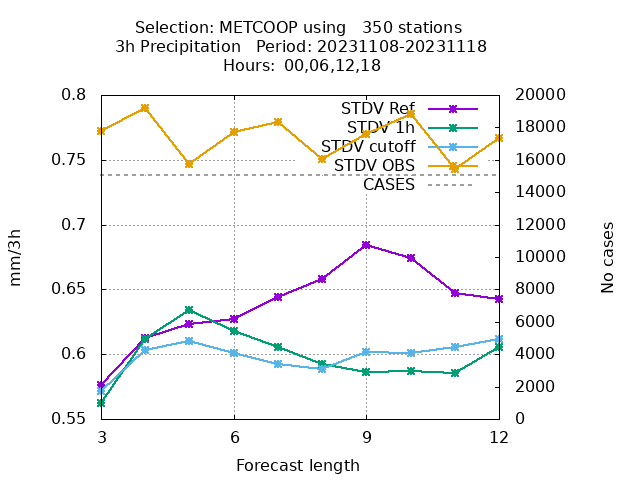 Selection: METCOOP using   350 stations
3h Precipitation   Period: 20231108-20231118
Hours: 00,06,12,18
STDV Ref
STDV 1h
STDV cutoff
STDV OBS
CASES
0.8
0.75
0.7
0.65
0.6
0.55
20000
18000
16000
14000
12000
10000
8000
6000
4000
2000
0
mm/3h
No cases
3
6
9
12
Forecast length